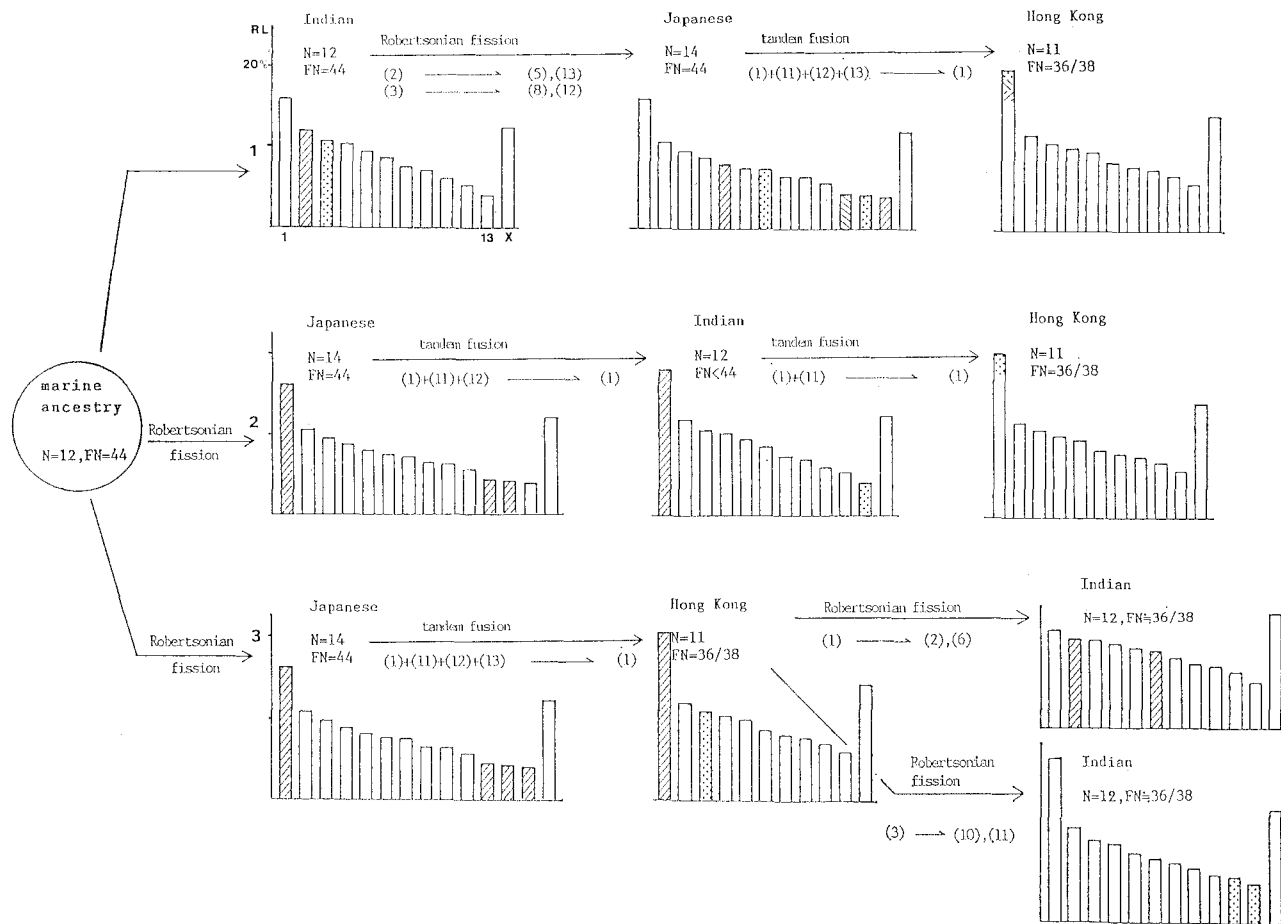 Indian
N=12
FN=44
RL
20%
1
1
13 X
Robertsonian fission
(2) (5),(13)
(3) (8),(12)
Japanese
N=14
FN=44
tandem fusion
(1)+(11)+(12)+(13) (1)
Hong Kong
N=11
FN=36/38
marine
ancestry
N=12,FN=44
Robertsonian
fission
2
Japanese
N=14
FN=44
tandem fusion
(1)+(11)+(12) (1)
Indian
N=12
FN<44
tandem fusion
(1)+(11) (1)
Hong Kong
N=11
FN=36/38
Robertsonian
fission
3
Japanese
N=14
FN=44
tandem fusion
(1)+(11)+(12)+(13) (1)
Hong Kong
N=11
FN=36/38
Robertsonian fission
(1) (2),(6)
Indian
N=12,FN≒36/38
Robertsonian
fission
(3) (10),(11)
Indian
N=12,FN≒36/38